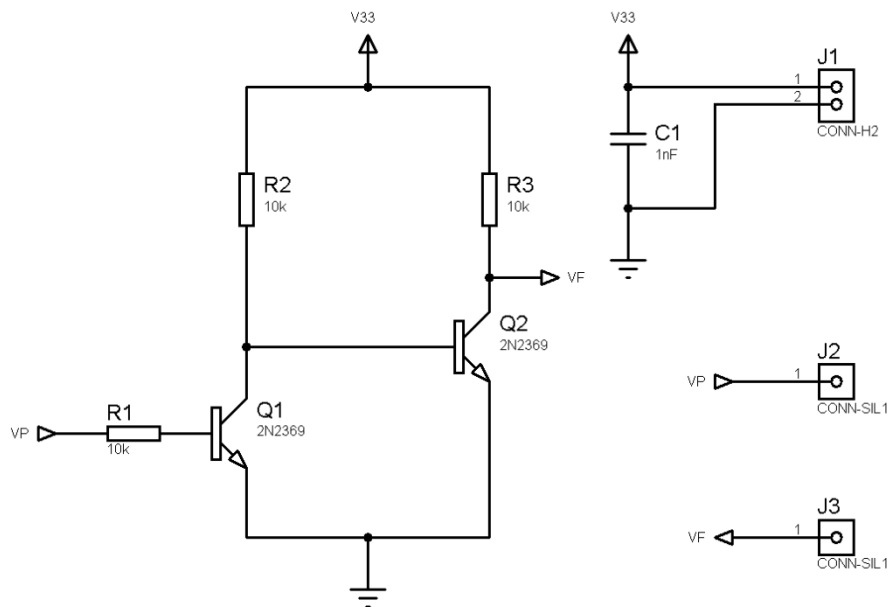 V33
V33
J1
1
2
CONN-H2
C1
1nF
R2
10k
R3
10k
VF
Q2
2N2369
J2
VP
1
CONN-SIL1
R1
VP
10k
Q1
2N2369
J3
VF
1
CONN-SIL1